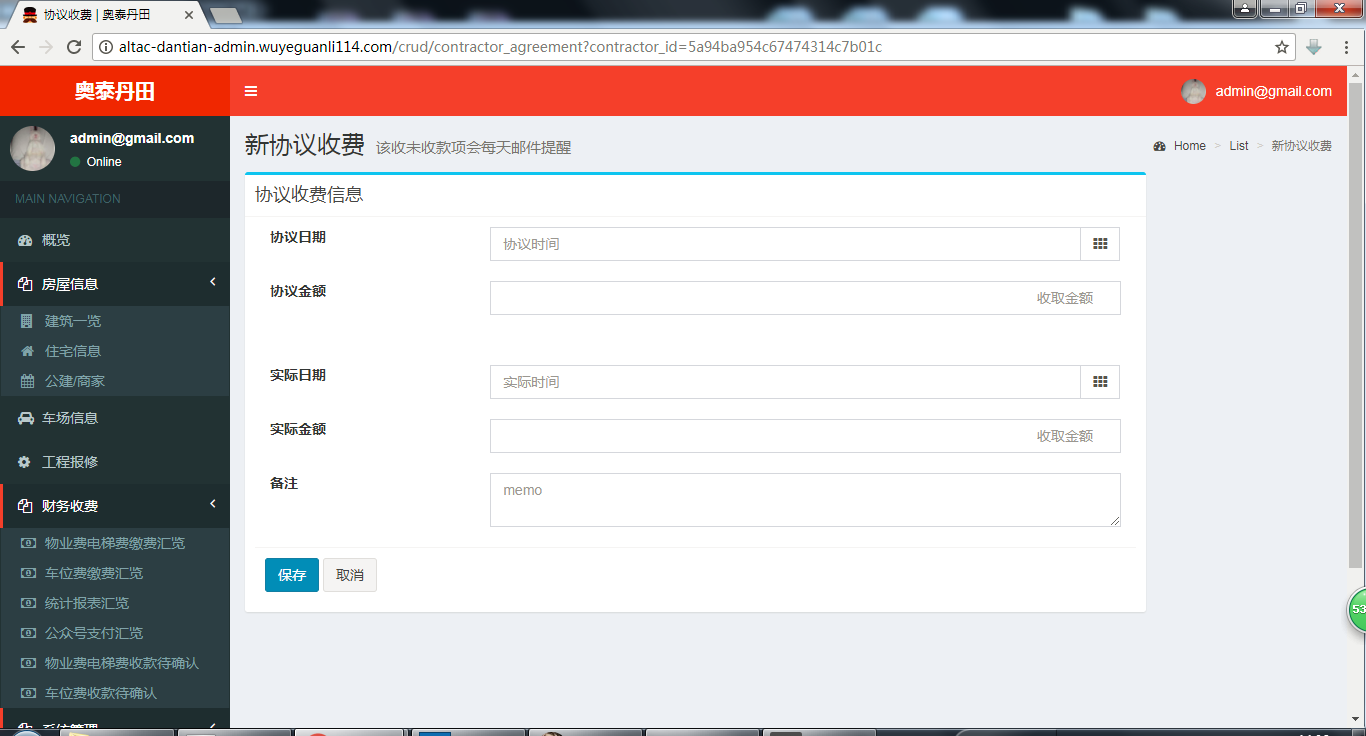 协议收费 | 奥泰丹田
altac-dantian-admin.wuyeguanli114.com/crud/contractor_agreement?contractor_id=5a94ba954c67474314c7b01c
奥泰丹田
admin@gmail.com
admin@gmail.com
Online
MAIN NAVIGATION
概览
房屋信息
建筑一览
住宅信息
公建/商家
车场信息
工程报修
财务收费
物业费电梯费缴费汇览
车位费缴费汇览
统计报表汇览
公众号支付汇览
物业费电梯费收款待确认
车位费收款待确认
系统管理
新协议收费 该收未收款项会每天邮件提醒
Home > List > 新协议收费
协议收费信息
协议日期 协议时间
协议金额 收取金额
实际日期 实际时间
实际金额 收取金额
备注 memo
保存 取消
53